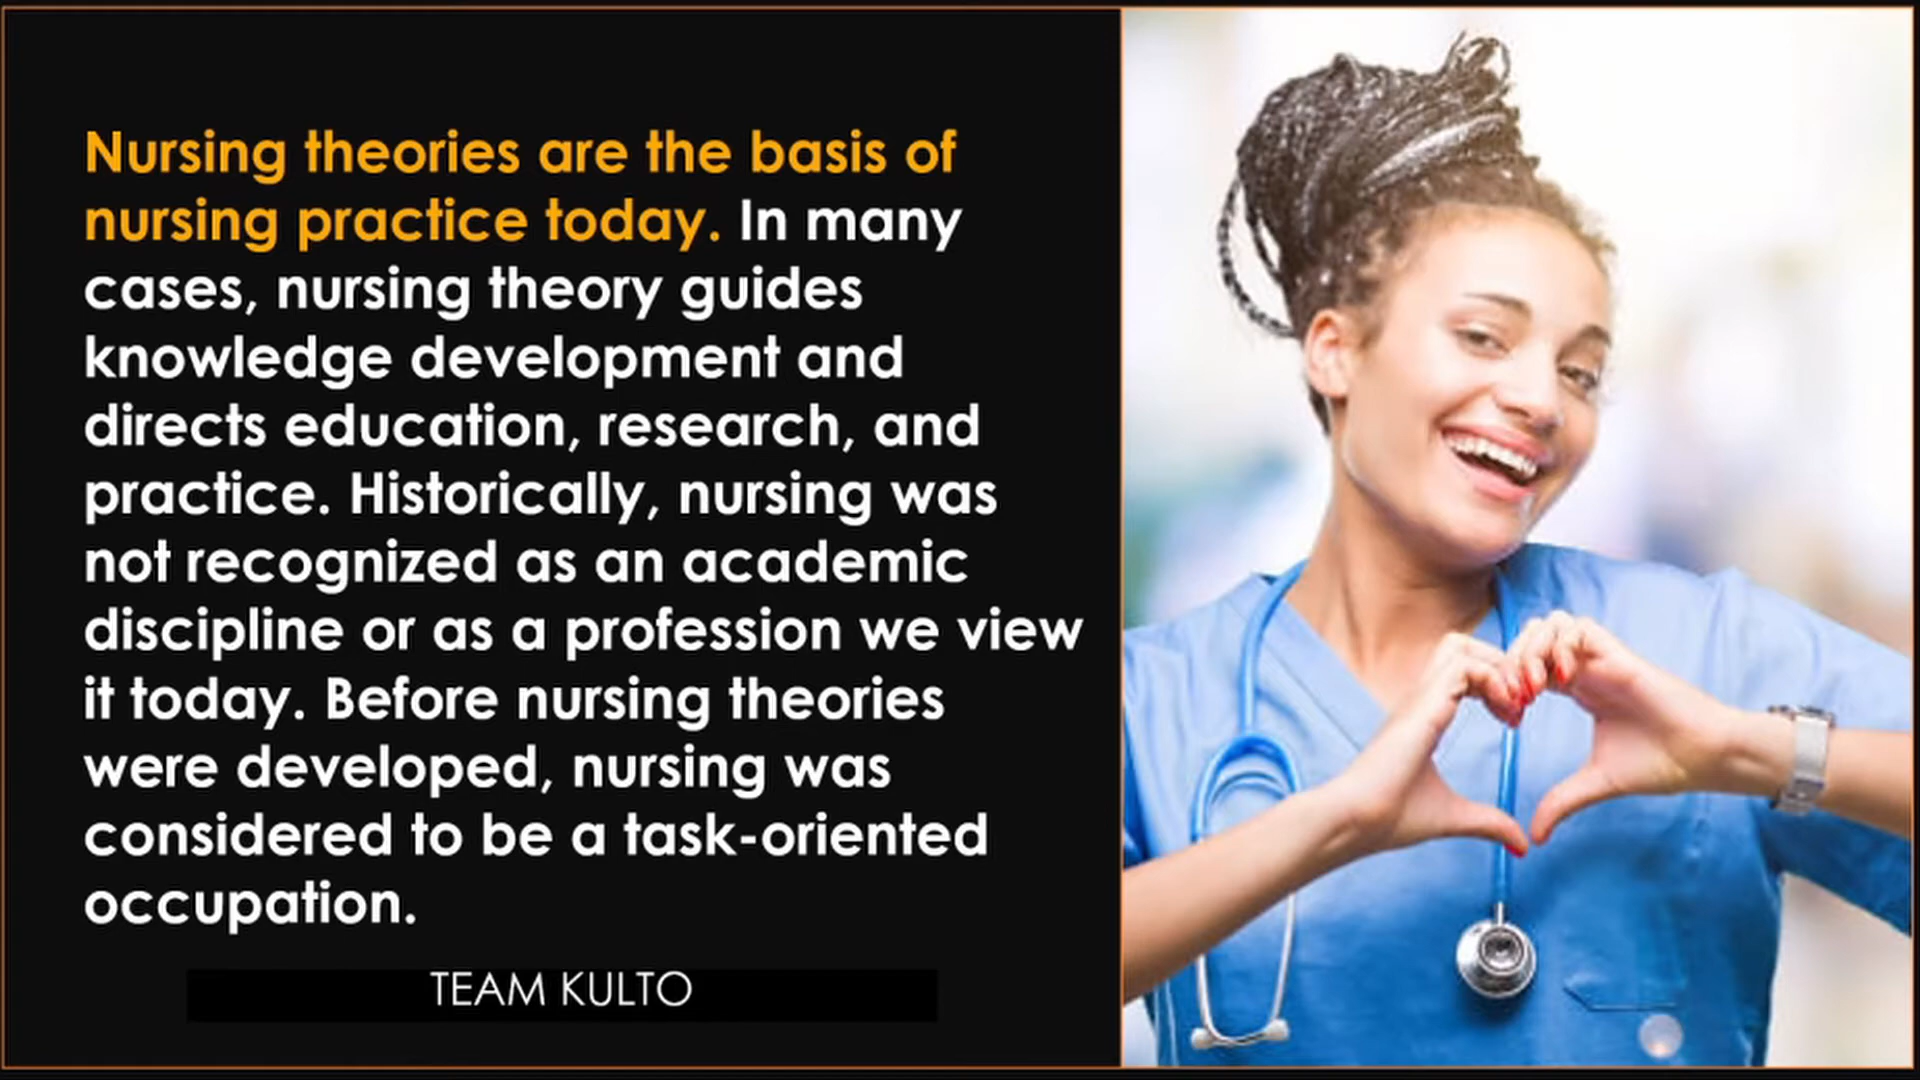 Nursing theories are the basis of
nursing practice today. In many
cases, nursing theory guides
knowledge development and
directs education, research, and
practice. Historically, nursing was
not recognized as an academic
discipline or as a profession we view
it today. Before nursing theories
were developed, nursing was
considered to be a task-oriented
occupation.
TEAM KULTO